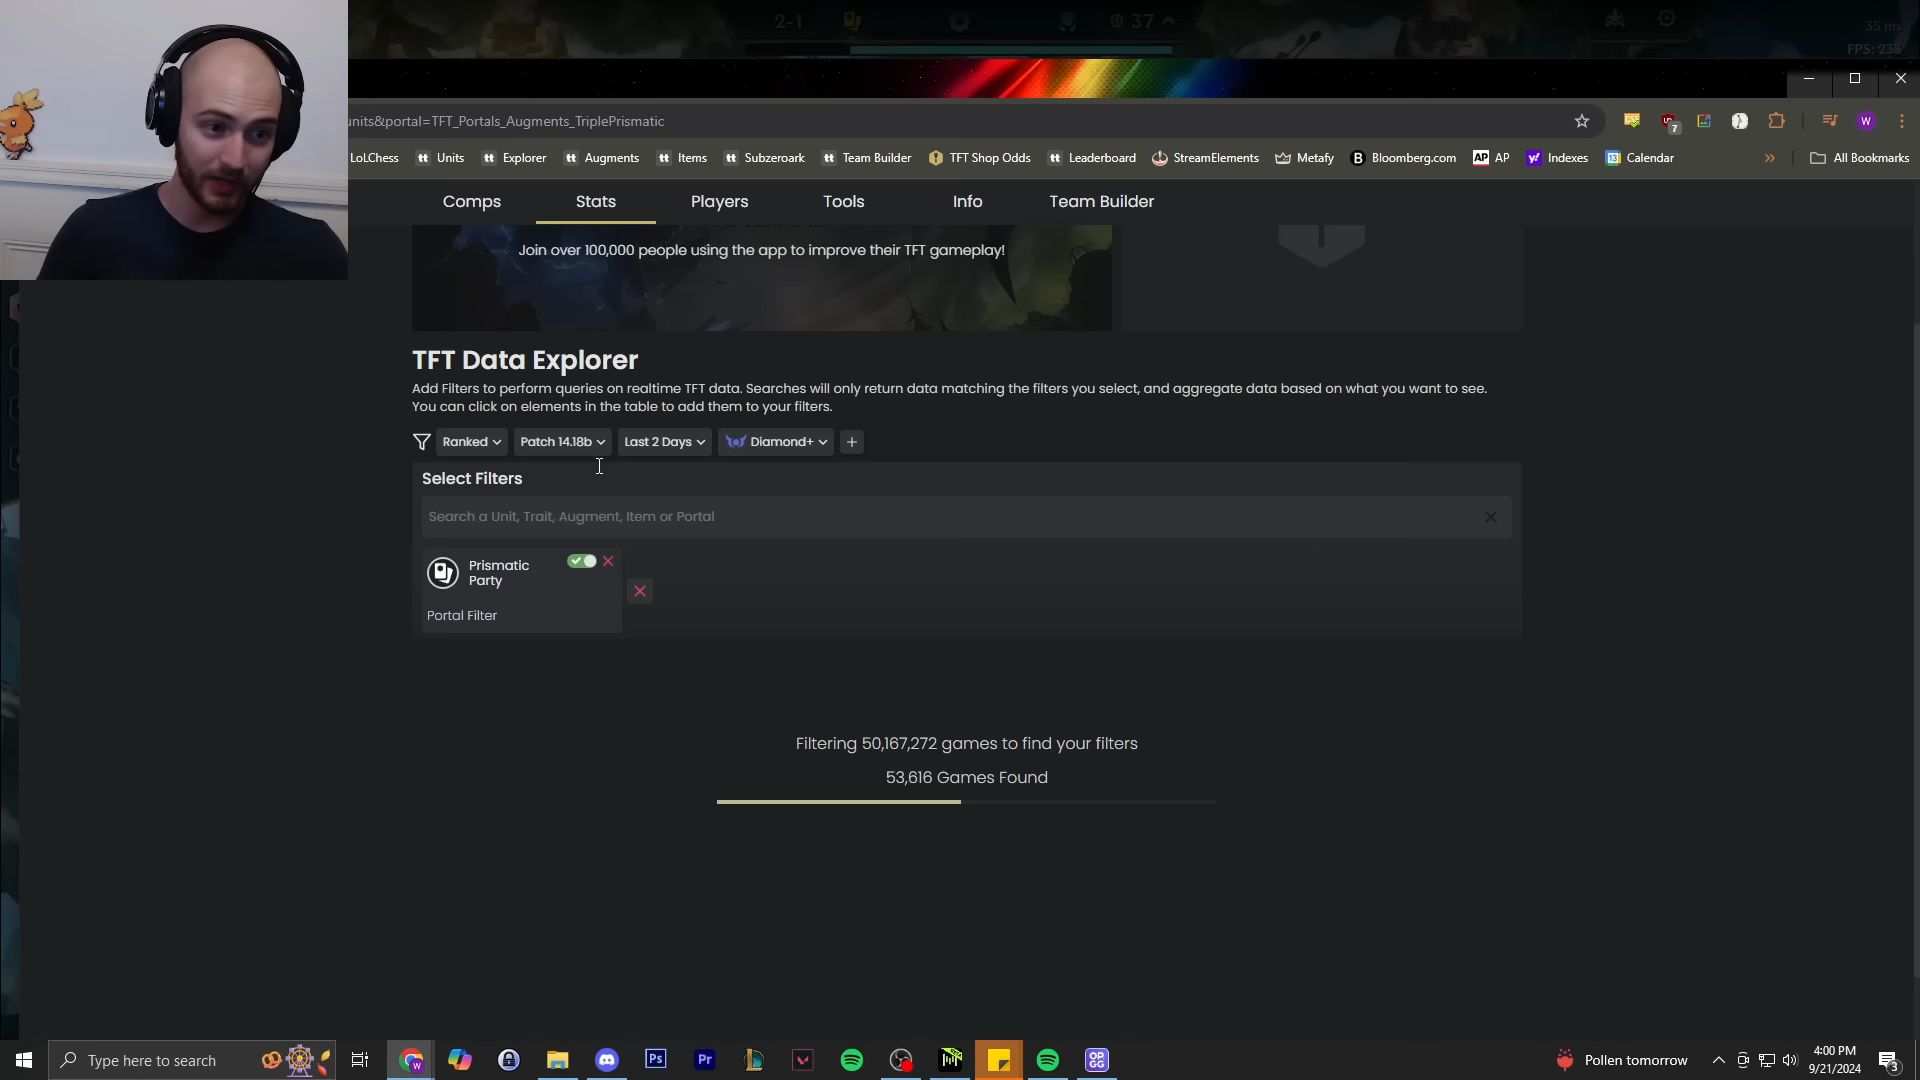 2-1
37
35 ms
FPS: 233
units&portal=TFT_Portals_Augments_TriplePrismatic
7
W
LoLChess
Units
Explorer
Augments
Items
Subzeroark
Team Builder
TFT Shop Odds
Leaderboard
StreamElements
Metafy
Bloomberg.com
AP
Indexes
Calendar
All Bookmarks
Comps
Stats
Players
Tools
Info
Team Builder
Join over 100,000 people using the app to improve their TFT gameplay!
TFT Data Explorer
Add Filters to perform queries on realtime TFT data. Searches will only return data matching the filters you select, and aggregate data based on what you want to see.
You can click on elements in the table to add them to your filters.
Ranked
Patch 14.18b
Last 2 Days
Diamond+
Select Filters
Search a Unit, Trait, Augment, Item or Portal
Prismatic
Party
Portal Filter
Filtering 50,167,272 games to find your filters
53,616 Games Found
Type here to search
Pollen tomorrow
4:00 PM
9/21/2024
3